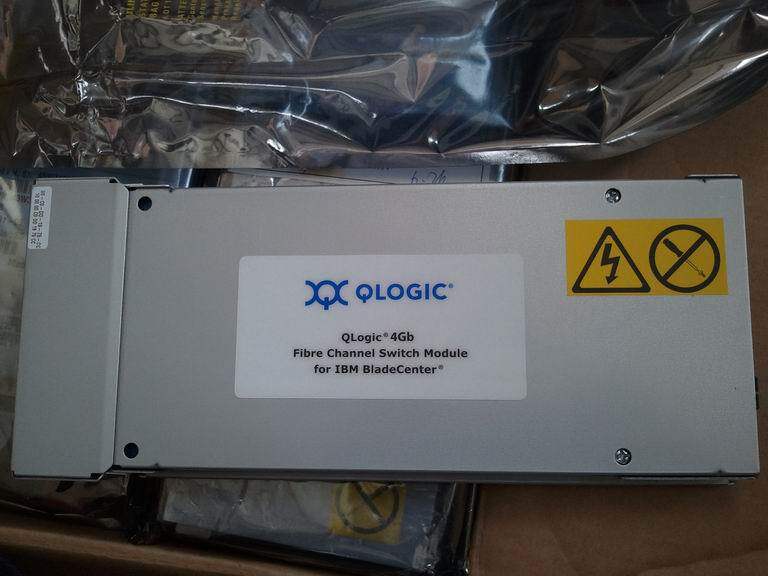 QLOGIC®
QLogic® 4Gb
Fibre Channel Switch Module
for IBM BladeCenter®